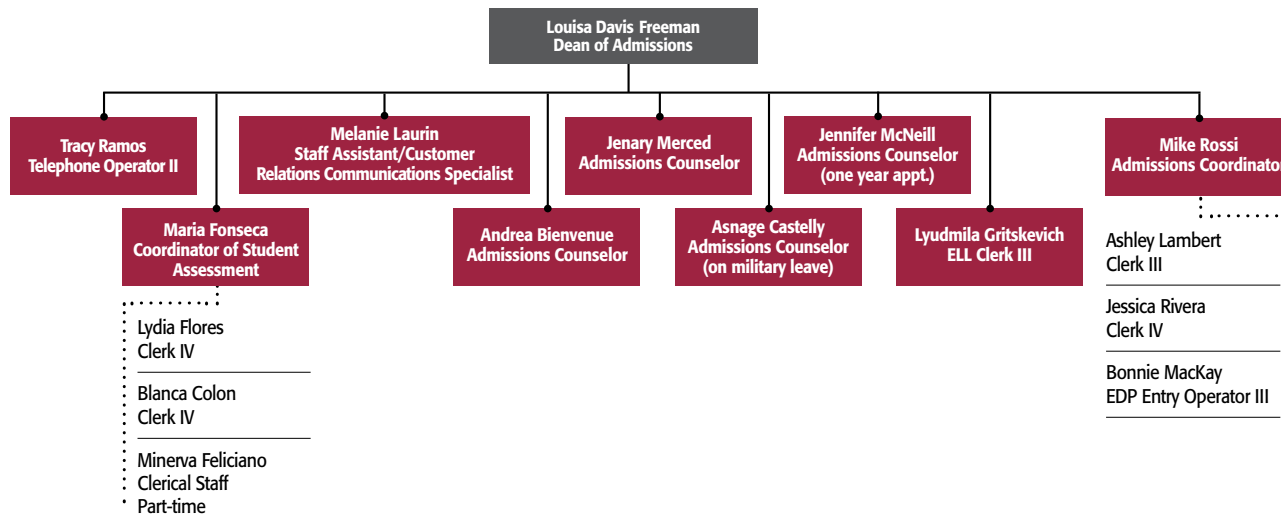 Louisa Davis Freeman
Dean of Admissions
Tracy Ramos
Telephone Operator II
Melanie Laurin
Staff Assistant/Customer
Relations Communications Specialist
Jenary Merced
Admissions Counselor
Jennifer McNeill
Admissions Counselor
(one year appt.)
Mike Rossi
Admissions Coordinator
Maria Fonseca
Coordinator of Student
Assessment
Andrea Bienvenue
Admissions Counselor
Asnage Castelly
Admissions Counselor
(on military leave)
Lyudmila Gritskevich
ELL Clerk III
Lydia Flores
Clerk IV
Blanca Colon
Clerk IV
Minerva Feliciano
Clerical Staff
Part-time
Ashley Lambert
Clerk III
Jessica Rivera
Clerk IV
Bonnie MacKay
EDP Entry Operator III